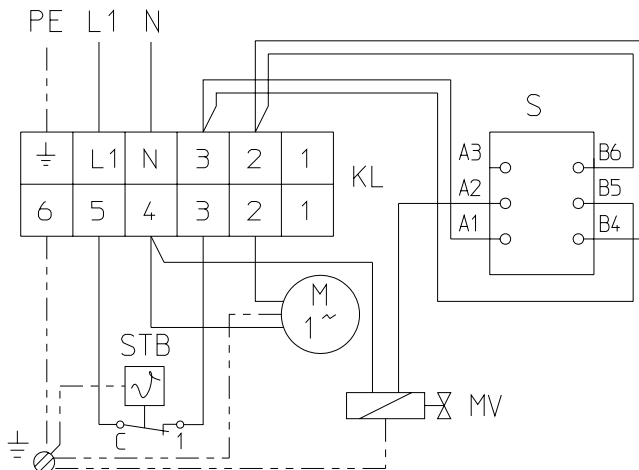 PE L1 N
L1 N 3 2 1
6 5 4 3 2 1
KL
S
A3 B6
A2 B5
A1 B4
M
1~
STB
ϑ
C 1
MV